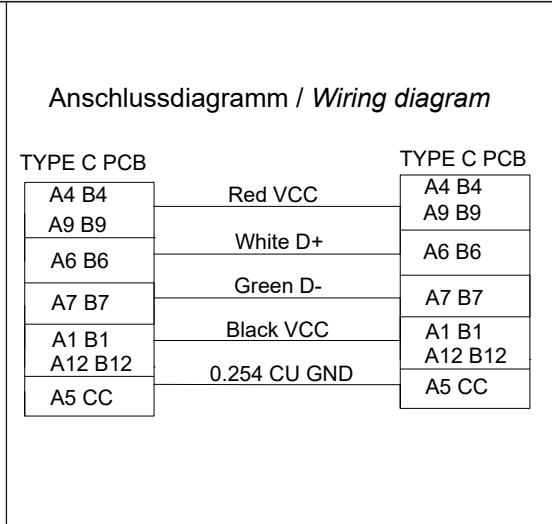 Anschlussdiagramm / Wiring diagram
TYPE C PCB
TYPE C PCB
A4 B4
A9 B9
Red VCC
A4 B4
A9 B9
A6 B6
White D+
A6 B6
A7 B7
Green D-
A7 B7
A1 B1
A12 B12
Black VCC
A1 B1
A12 B12
A5 CC
0.254 CU GND
A5 CC